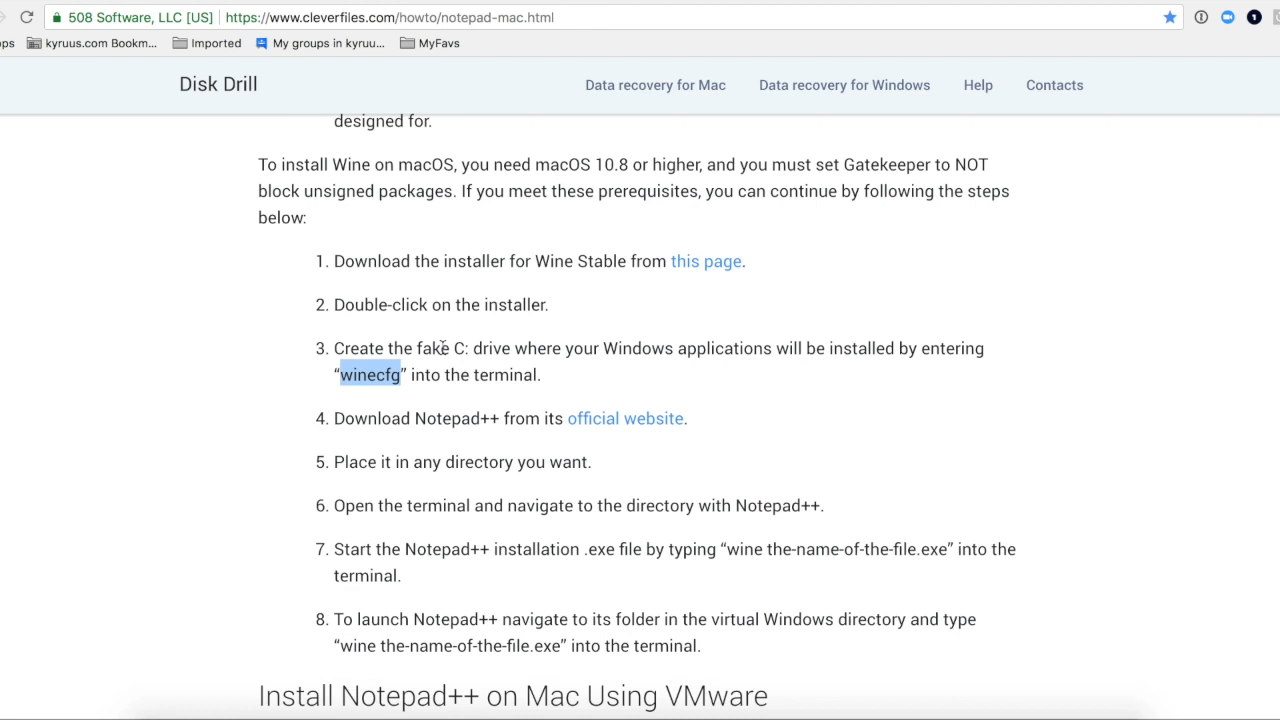 508 Software, LLC [US] | https://www.cleverfiles.com/howto/notepad-mac.html
ps kyruus.com Bookm... Imported My groups in kyruu... MyFavs
Disk Drill Data recovery for Mac Data recovery for Windows Help Contacts
designed for.
To install Wine on macOS, you need macOS 10.8 or higher, and you must set Gatekeeper to NOT
block unsigned packages. If you meet these prerequisites, you can continue by following the steps
below:
1. Download the installer for Wine Stable from this page.
2. Double-click on the installer.
3. Create the fake C: drive where your Windows applications will be installed by entering
“winecfg” into the terminal.
4. Download Notepad++ from its official website.
5. Place it in any directory you want.
6. Open the terminal and navigate to the directory with Notepad++.
7. Start the Notepad++ installation .exe file by typing “wine the-name-of-the-file.exe” into the
terminal.
8. To launch Notepad++ navigate to its folder in the virtual Windows directory and type
“wine the-name-of-the-file.exe” into the terminal.
Install Notepad++ on Mac Using VMware